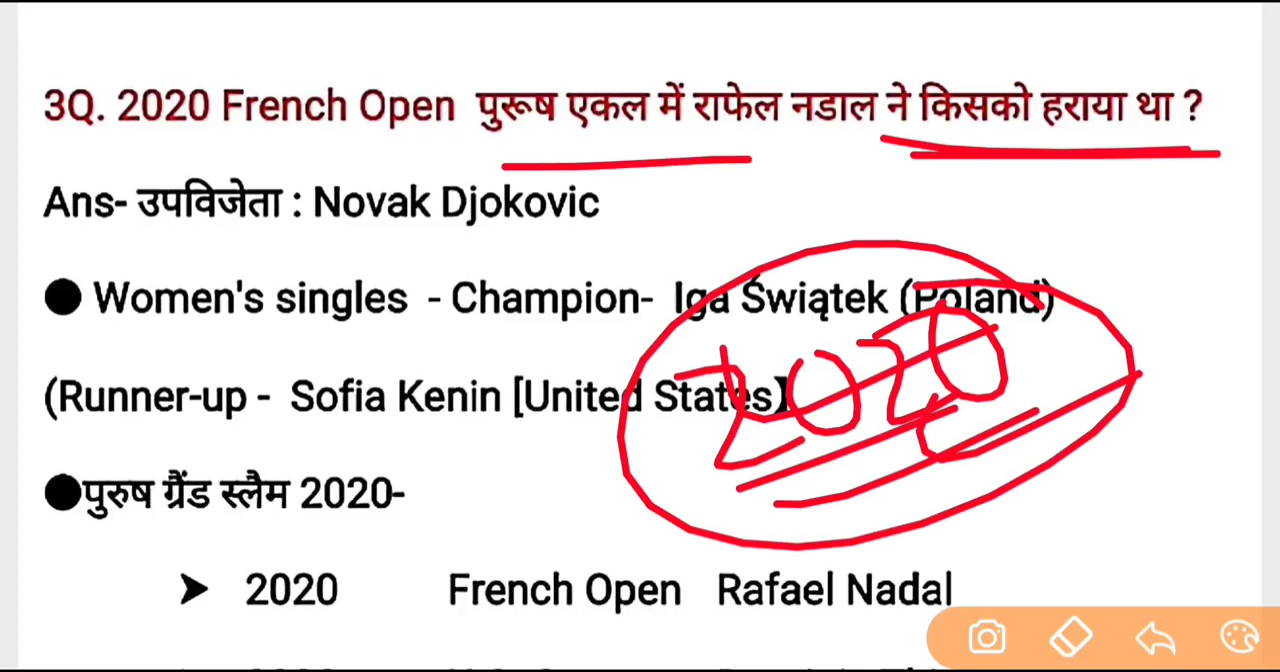 3Q. 2020 French Open पुरूष एकल में राफेल नडाल ने किसको हराया था ?
Ans- उपविजेता : Novak Djokovic
● Women's singles - Champion- Iga Świątek (Poland)
(Runner-up - Sofia Kenin [United States]
2020
●पुरुष ग्रैंड स्लैम 2020-
➤ 2020 French Open Rafael Nadal